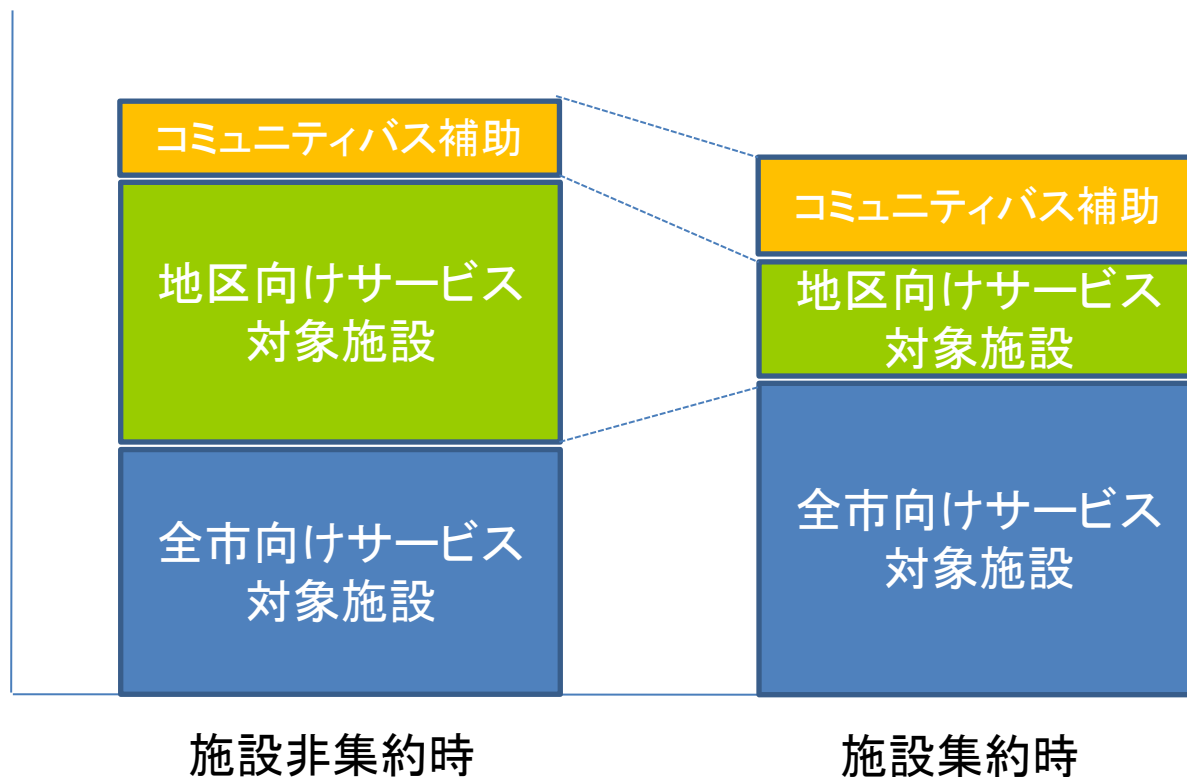 コミュニティバス補助
地区向けサービス
対象施設
全市向けサービス
対象施設
施設非集約時
コミュニティバス補助
地区向けサービス
対象施設
全市向けサービス
対象施設
施設集約時